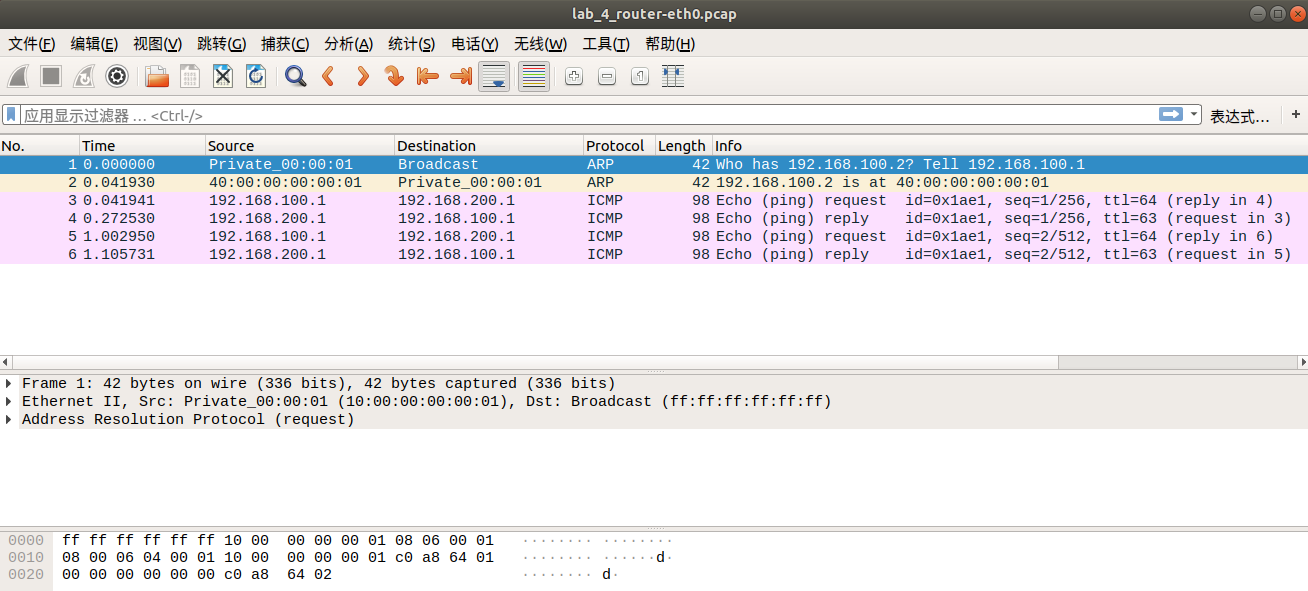 lab_4_router-eth0.pcap
文件(F) 编辑(E) 视图(V) 跳转(G) 捕获(C) 分析(A) 统计(S) 电话(Y) 无线(W) 工具(T) 帮助(H)
应用显示过滤器 … <Ctrl-/> 表达式… +
No. Time Source Destination Protocol Length Info
1 0.000000 Private_00:00:01 Broadcast ARP 42 Who has 192.168.100.2? Tell 192.168.100.1
2 0.041930 40:00:00:00:00:01 Private_00:00:01 ARP 42 192.168.100.2 is at 40:00:00:00:00:01
3 0.041941 192.168.100.1 192.168.200.1 ICMP 98 Echo (ping) request id=0x1ae1, seq=1/256, ttl=64 (reply in 4)
4 0.272530 192.168.200.1 192.168.100.1 ICMP 98 Echo (ping) reply id=0x1ae1, seq=1/256, ttl=63 (request in 3)
5 1.002950 192.168.100.1 192.168.200.1 ICMP 98 Echo (ping) request id=0x1ae1, seq=2/512, ttl=64 (reply in 6)
6 1.105731 192.168.200.1 192.168.100.1 ICMP 98 Echo (ping) reply id=0x1ae1, seq=2/512, ttl=63 (request in 5)
Frame 1: 42 bytes on wire (336 bits), 42 bytes captured (336 bits)
Ethernet II, Src: Private_00:00:01 (10:00:00:00:00:01), Dst: Broadcast (ff:ff:ff:ff:ff:ff)
Address Resolution Protocol (request)
0000 ff ff ff ff ff ff 10 00 00 00 00 01 08 06 00 01 ········ ········
0010 08 00 06 04 00 01 10 00 00 00 00 01 c0 a8 64 01 ········ ······d·
0020 00 00 00 00 00 00 c0 a8 64 02 ········ d·